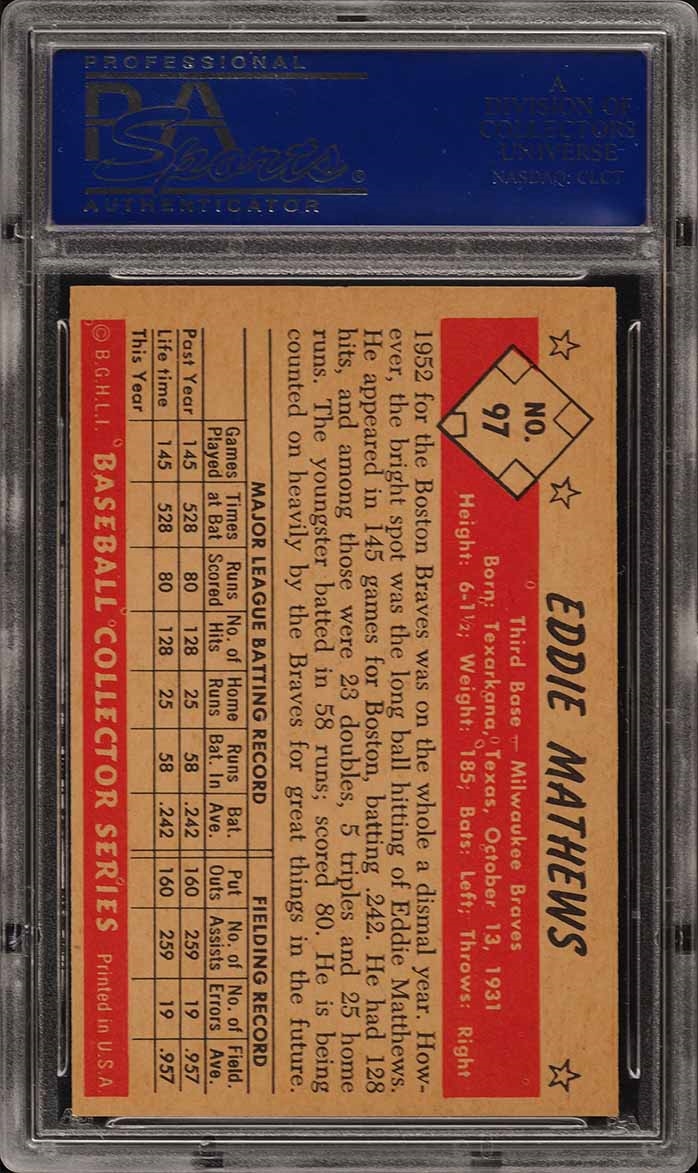 PROFESSIONAL
PSA
Sports®
AUTHENTICATOR
A
DIVISION OF
COLLECTORS
UNIVERSE
NASDAQ: CLCT
NO.
97
EDDIE MATHEWS
Third Base — Milwaukee Braves
Born: Texarkana, Texas, October 13, 1931
Height: 6-1½; Weight: 185; Bats: Left; Throws: Right
1952 for the Boston Braves was on the whole a dismal year. How-
ever, the bright spot was the long ball hitting of Eddie Matthews.
He appeared in 145 games for Boston, batting .242. He had 128
hits, and among those were 23 doubles, 5 triples and 25 home
runs. The youngster batted in 58 runs; scored 80. He is being
counted on heavily by the Braves for great things in the future.
MAJOR LEAGUE BATTING RECORD FIELDING RECORD
Games Times Runs No. of Home Runs Bat. Put No. of No. of Field.
Played at Bat Scored Hits Runs Bat. In Ave. Outs Assists Errors Ave.
Past Year 145 528 80 128 25 58 .242 160 259 19 .957
Life time 145 528 80 128 25 58 .242 160 259 19 .957
This Year
© B.G.H.L.I. BASEBALL COLLECTOR SERIES Printed in U.S.A.